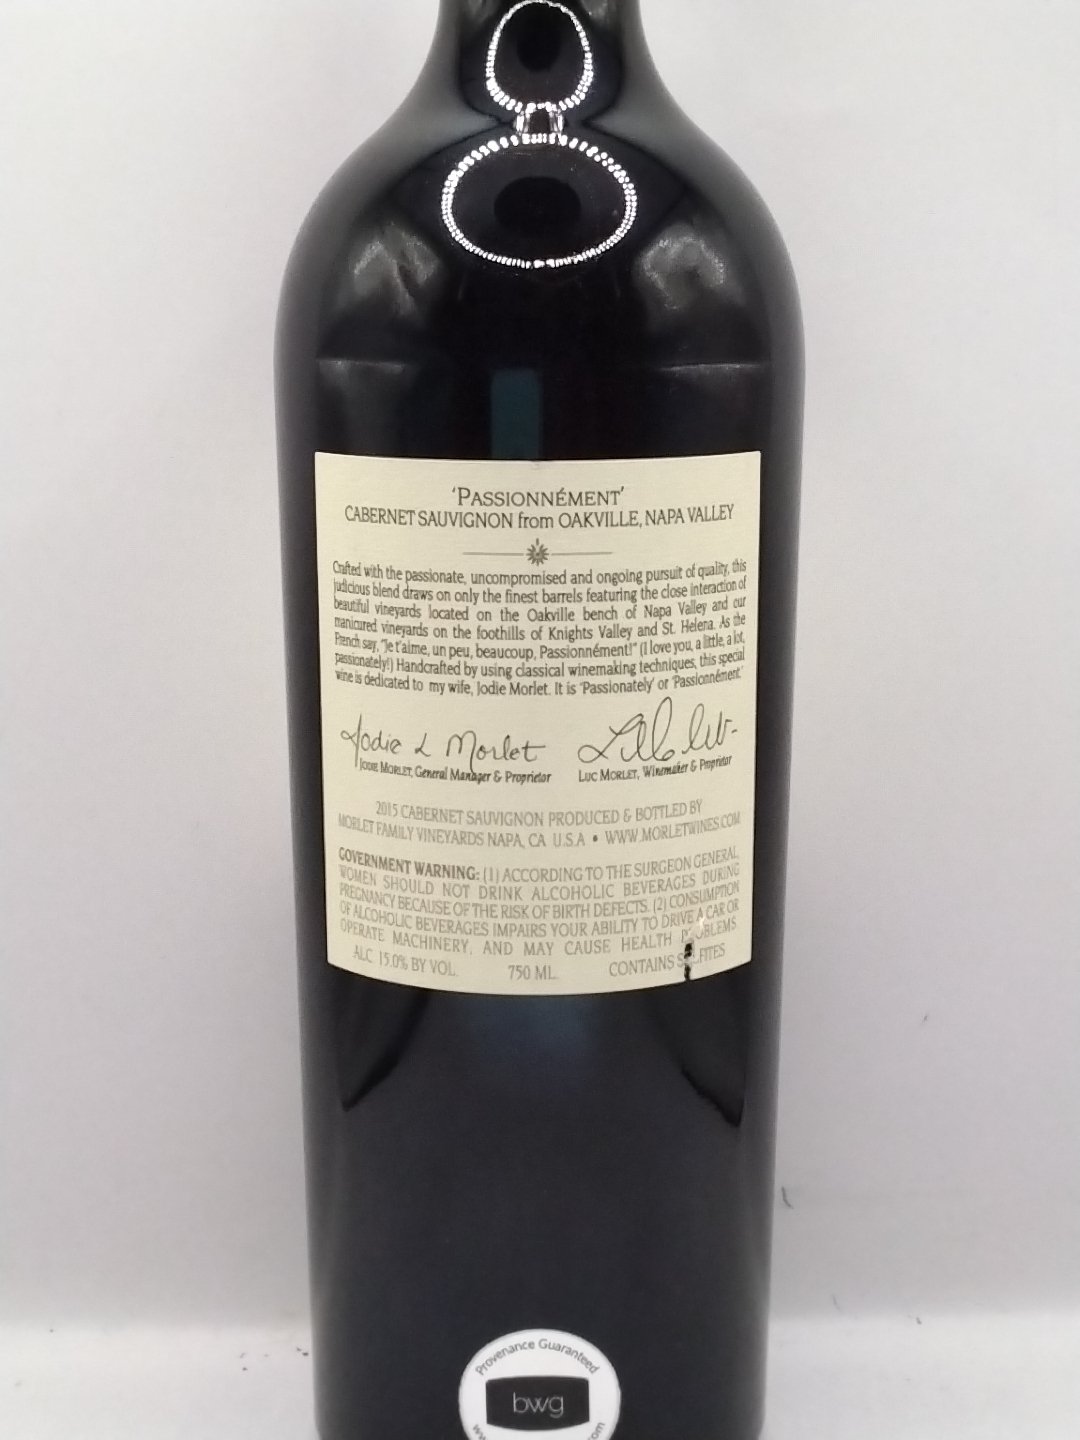 'PASSIONNÉMENT'
CABERNET SAUVIGNON from OAKVILLE, NAPA VALLEY
Crafted with the passionate, uncompromised and ongoing pursuit of quality, this
judicious blend draws on only the finest barrels featuring the close interaction of
beautiful vineyards located on the Oakville bench of Napa Valley and our
manicured vineyards on the foothills of Knights Valley and St. Helena. As the
French say, "Je t'aime, un peu, beaucoup, Passionnément!" (I love you, a little, a lot,
passionately!) Handcrafted by using classical winemaking techniques, this special
wine is dedicated to my wife, Jodie Morlet. It is 'Passionately' or 'Passionnément.'
Jodie L Morlet
JODIE MORLET, General Manager & Proprietor
LUC MORLET, Winemaker & Proprietor
2015 CABERNET SAUVIGNON PRODUCED & BOTTLED BY
MORLET FAMILY VINEYARDS NAPA, CA U.S.A • WWW.MORLETWINES.COM
GOVERNMENT WARNING: (1) ACCORDING TO THE SURGEON GENERAL,
WOMEN SHOULD NOT DRINK ALCOHOLIC BEVERAGES DURING
PREGNANCY BECAUSE OF THE RISK OF BIRTH DEFECTS. (2) CONSUMPTION
OF ALCOHOLIC BEVERAGES IMPAIRS YOUR ABILITY TO DRIVE A CAR OR
OPERATE MACHINERY, AND MAY CAUSE HEALTH PROBLEMS.
ALC. 15.0% BY VOL. 750 ML. CONTAINS SULFITES
Provenance Guaranteed
bwg